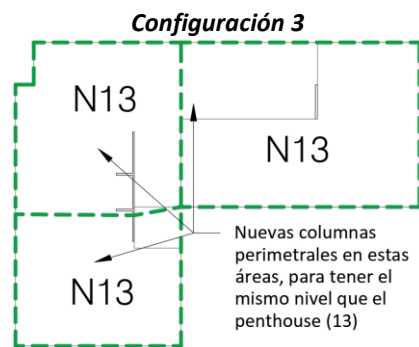 Configuración 3
N13
N13
N13
Nuevas columnas
perimetrales en estas
áreas, para tener el
mismo nivel que el
penthouse (13)